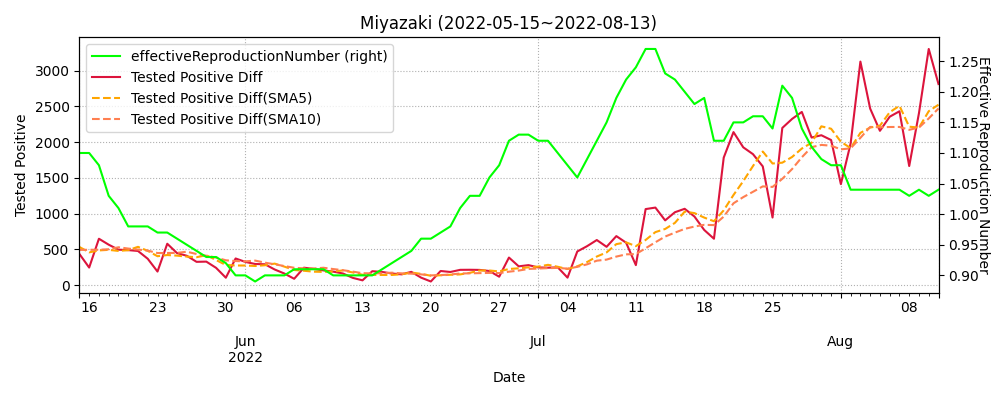 Miyazaki (2022-05-15~2022-08-13)
effectiveReproductionNumber (right)
Tested Positive Diff
Tested Positive Diff(SMA5)
Tested Positive Diff(SMA10)
Tested Positive
3000
2500
2000
1500
1000
500
0
Effective Reproduction Number
1.25
1.20
1.15
1.10
1.05
1.00
0.95
0.90
16 23 30 06 13 20 27 04 11 18 25 08
Jun Jul Aug
2022
Date